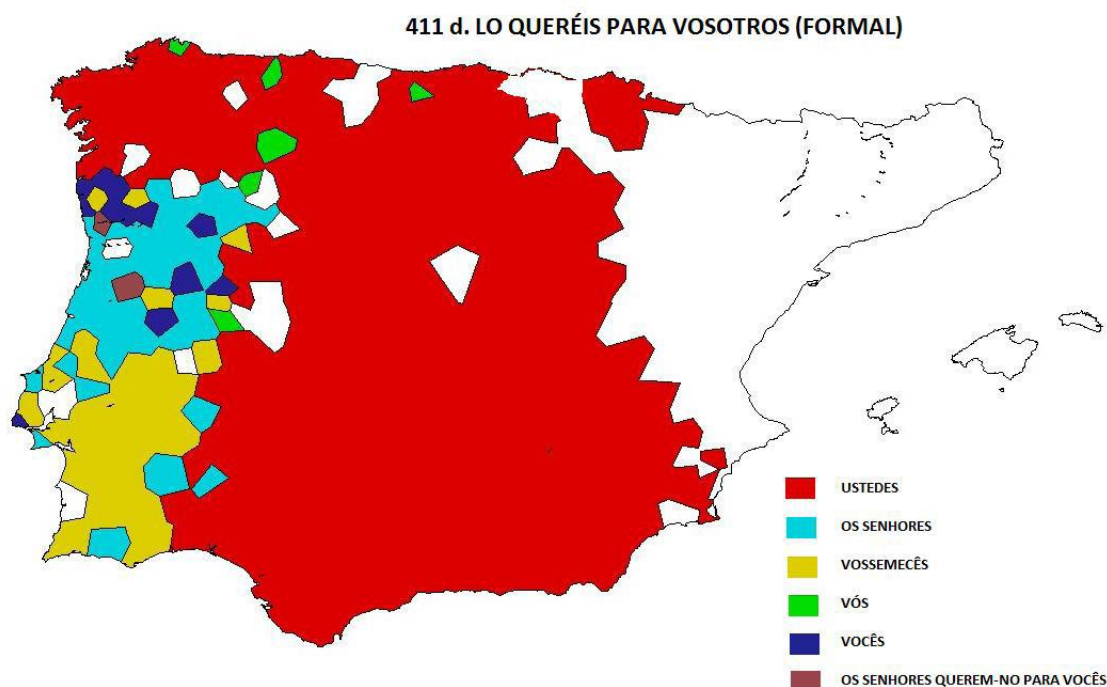 411 d. LO QUERÉIS PARA VOSOTROS (FORMAL)
USTEDES
OS SENHORES
VOSSEMECÊS
VÓS
VOCÊS
OS SENHORES QUEREM-NO PARA VOCÊS